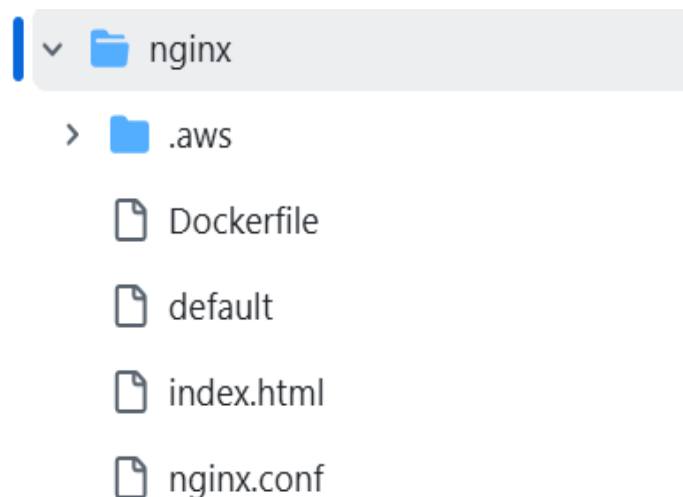 nginx
.aws
Dockerfile
default
index.html
nginx.conf